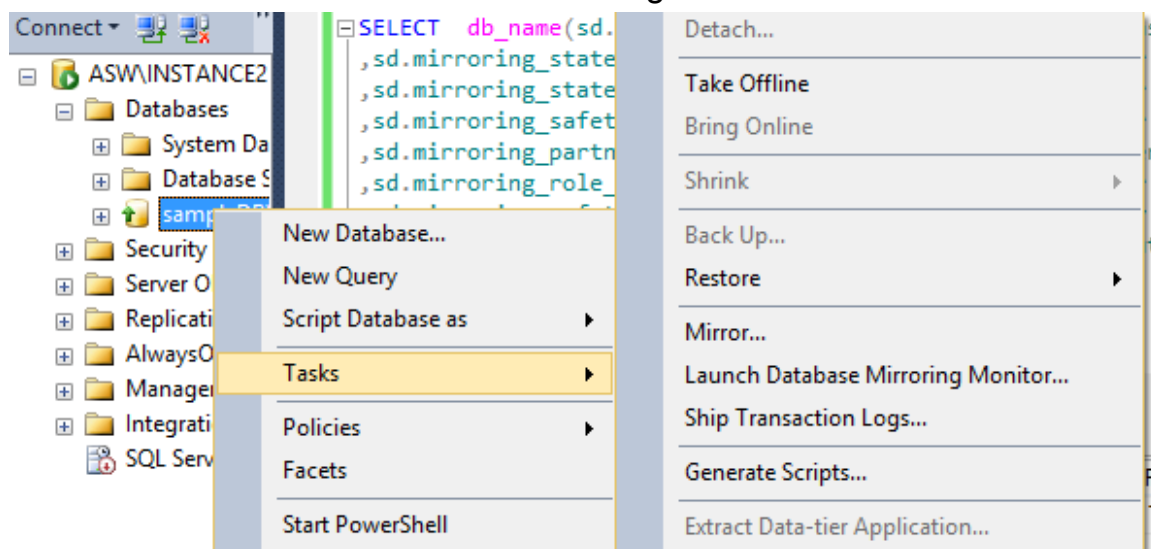 Connect
ASW\INSTANCE2
Databases
System Da
Database S
Security
Server O
Replicati
AlwaysO
Manager
Integrati
SQL Serv
SELECT db_name(sd.
,sd.mirroring_state
,sd.mirroring_state
,sd.mirroring_safet
,sd.mirroring_partn
,sd.mirroring_role_
New Database...
New Query
Script Database as
Tasks
Policies
Facets
Start PowerShell
Detach...
Take Offline
Bring Online
Shrink
Back Up...
Restore
Mirror...
Launch Database Mirroring Monitor...
Ship Transaction Logs...
Generate Scripts...
Extract Data-tier Application...